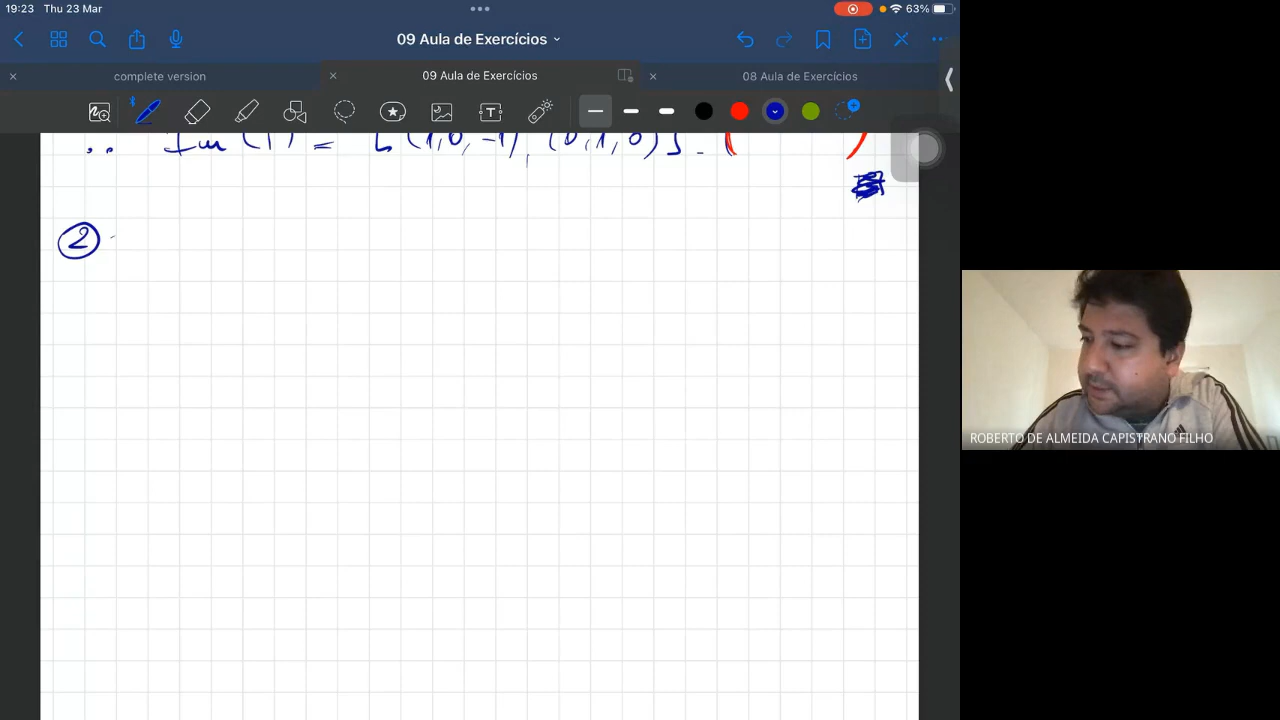 19:23 Thu 23 Mar
63%
09 Aula de Exercícios
complete version
09 Aula de Exercícios
08 Aula de Exercícios
∴ Im (T) = [(1,0,-1), (0,1,0)]. ( )
2
ROBERTO DE ALMEIDA CAPISTRANO FILHO